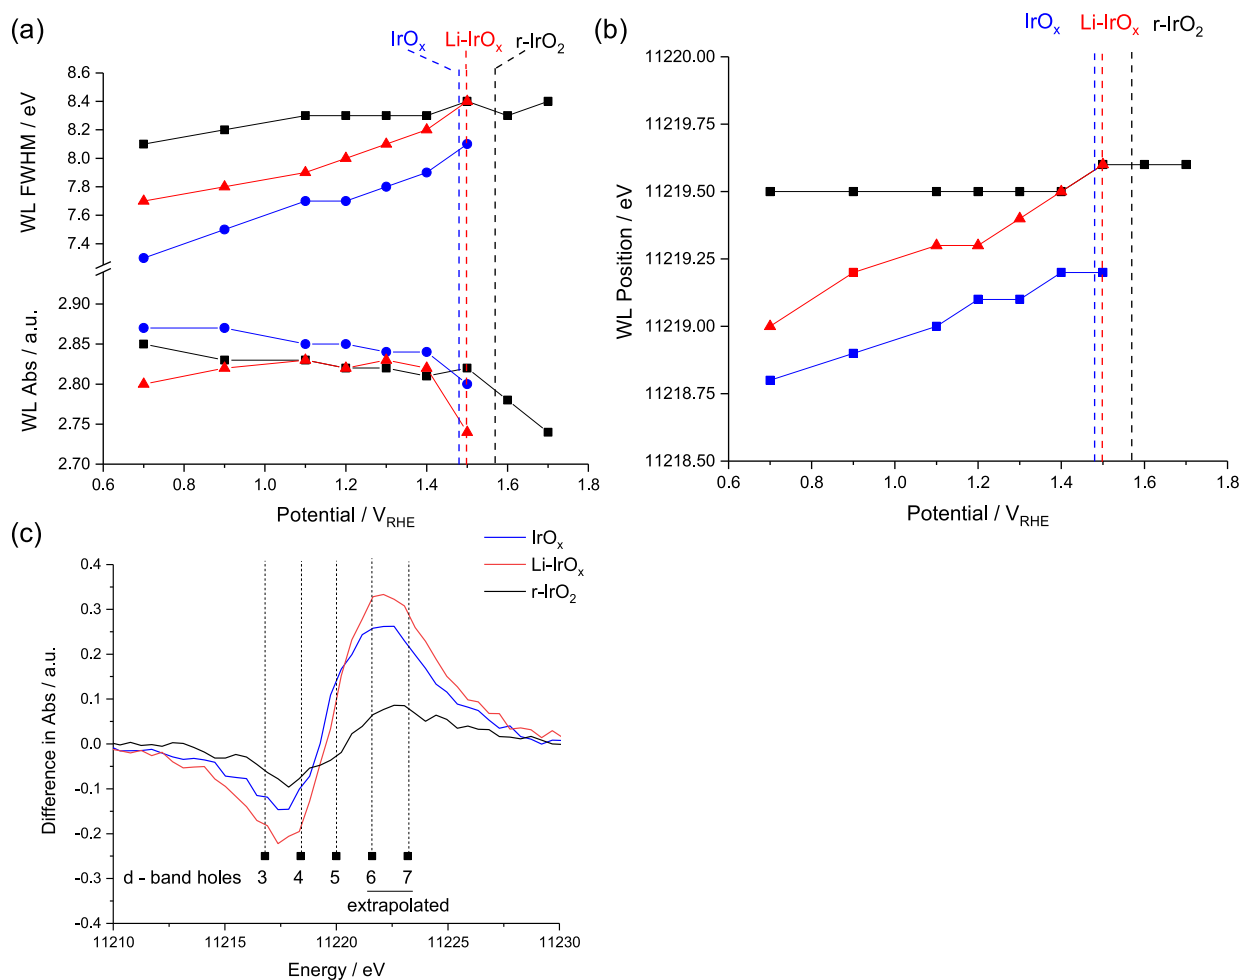 (a)
IrOx
Li-IrOx
r-IrO2
WL FWHM / eV
8.6
8.4
8.2
8.0
7.8
7.6
7.4
WL Abs / a.u.
2.90
2.85
2.80
2.75
2.70
0.6 0.8 1.0 1.2 1.4 1.6 1.8
Potential / VRHE
(b)
IrOx
Li-IrOx
r-IrO2
WL Position / eV
11220.00
11219.75
11219.50
11219.25
11219.00
11218.75
11218.50
0.6 0.8 1.0 1.2 1.4 1.6 1.8
Potential / VRHE
(c)
IrOx
Li-IrOx
r-IrO2
Difference in Abs / a.u.
0.4
0.3
0.2
0.1
0.0
-0.1
-0.2
-0.3
-0.4
d - band holes 3 4 5 6 7
extrapolated
11210 11215 11220 11225 11230
Energy / eV